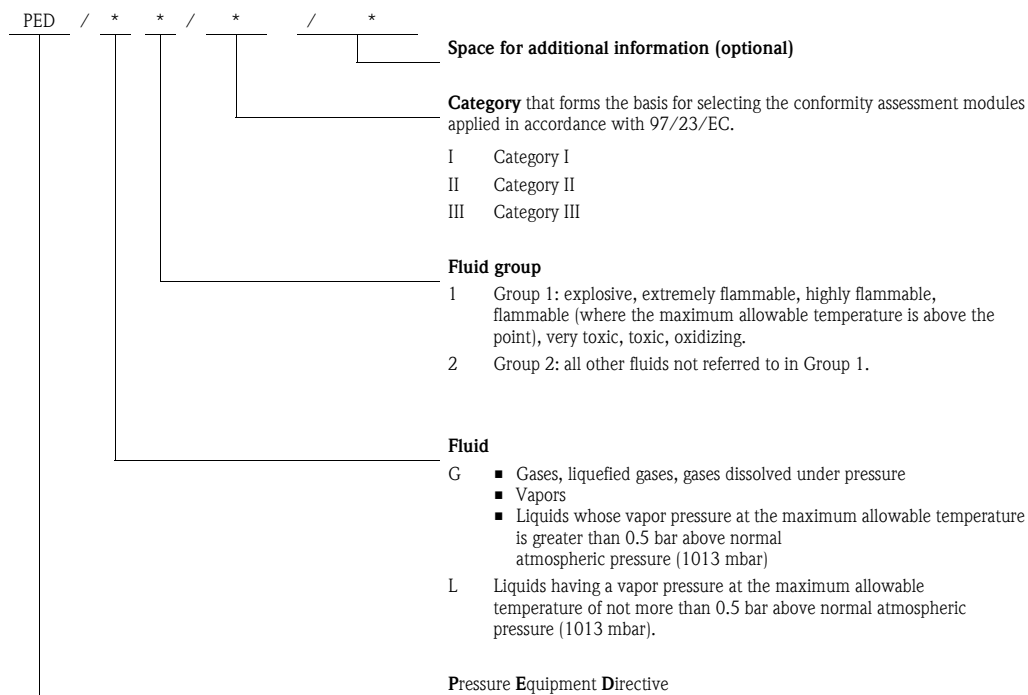 PED / * * / * / *
Space for additional information (optional)
Category that forms the basis for selecting the conformity assessment modules
applied in accordance with 97/23/EC.
I Category I
II Category II
III Category III
Fluid group
1 Group 1: explosive, extremely flammable, highly flammable,
flammable (where the maximum allowable temperature is above the
point), very toxic, toxic, oxidizing.
2 Group 2: all other fluids not referred to in Group 1.
Fluid
G ■ Gases, liquefied gases, gases dissolved under pressure
■ Vapors
■ Liquids whose vapor pressure at the maximum allowable temperature
is greater than 0.5 bar above normal
atmospheric pressure (1013 mbar)
L Liquids having a vapor pressure at the maximum allowable
temperature of not more than 0.5 bar above normal atmospheric
pressure (1013 mbar).
Pressure Equipment Directive